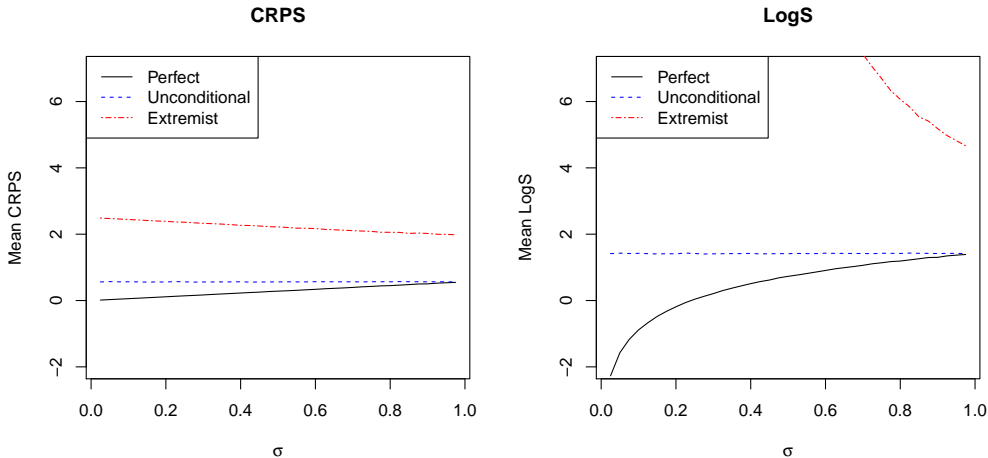 CRPS
Perfect
Unconditional
Extremist
Mean CRPS
6
4
2
0
−2
0.0 0.2 0.4 0.6 0.8 1.0
σ
LogS
Perfect
Unconditional
Extremist
Mean LogS
6
4
2
0
−2
0.0 0.2 0.4 0.6 0.8 1.0
σ